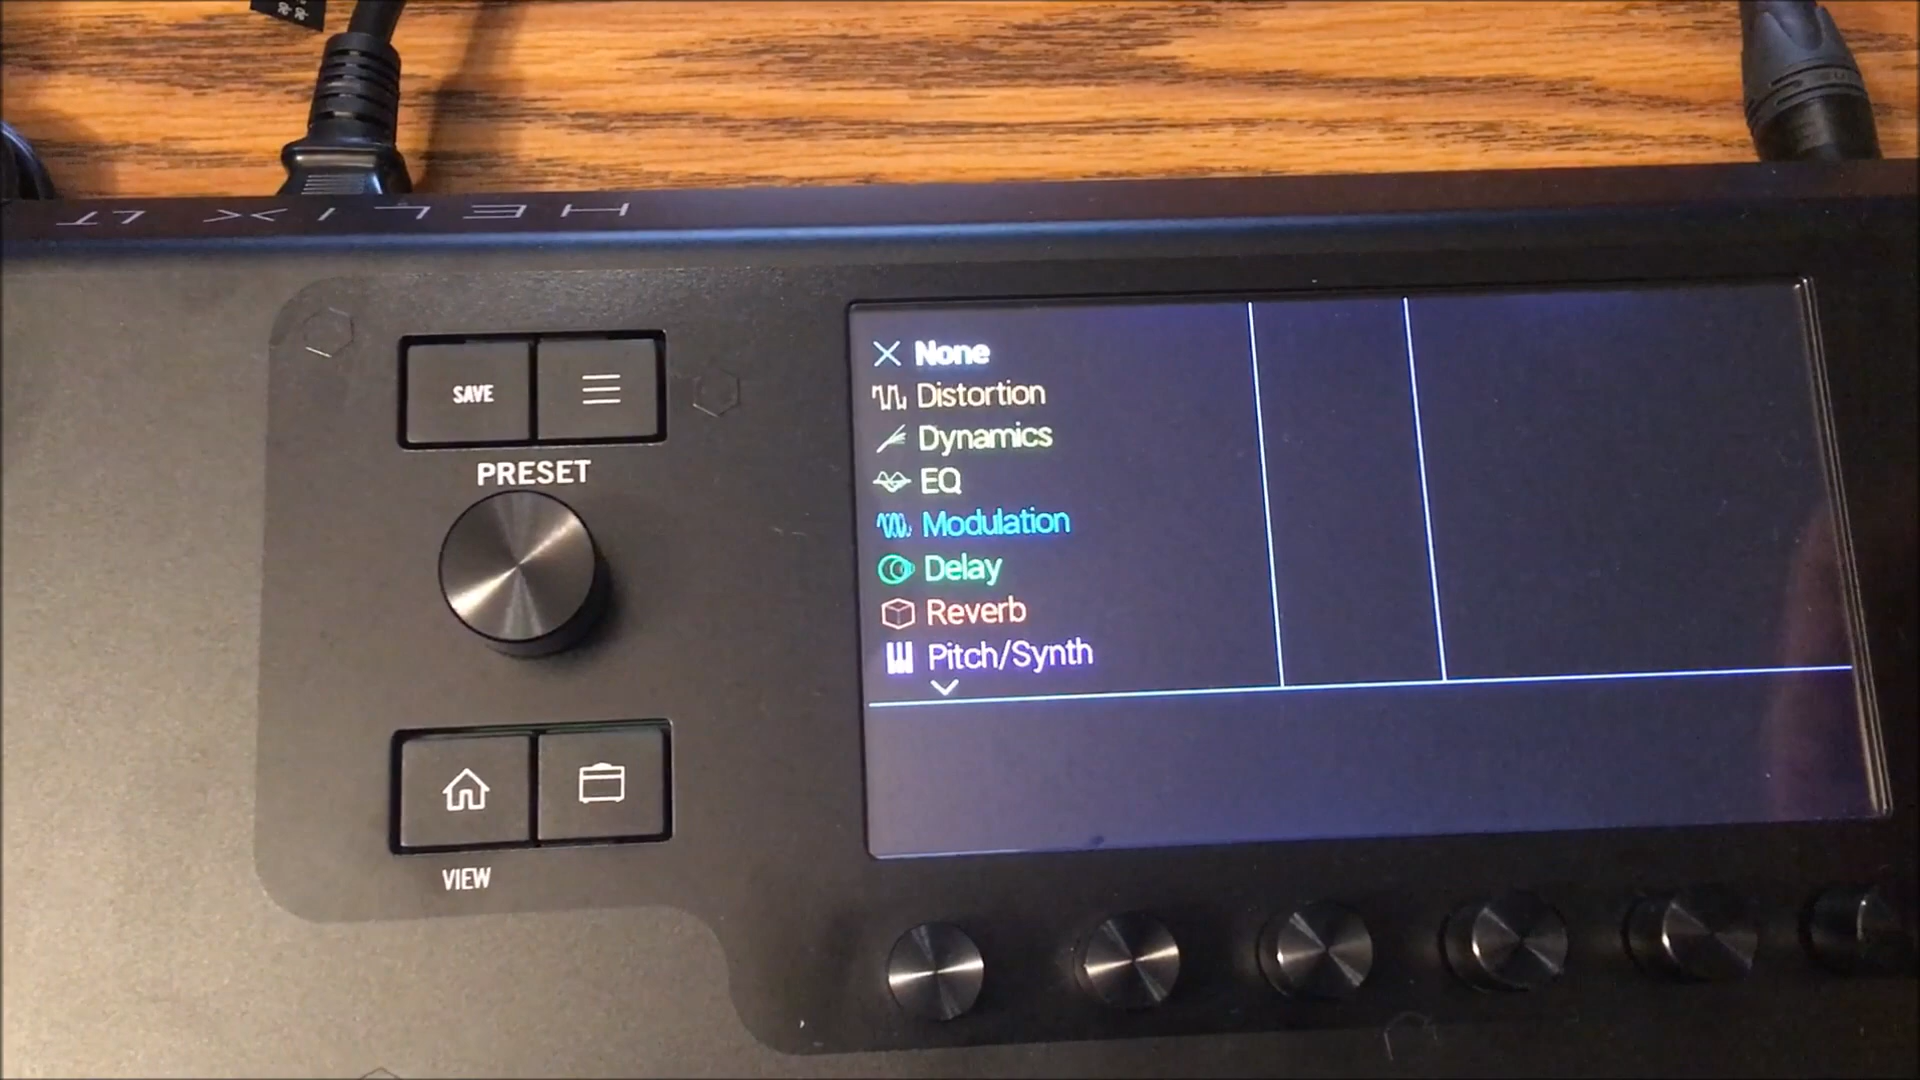 HELIX LT
SAVE
PRESET
VIEW
None
Distortion
Dynamics
EQ
Modulation
Delay
Reverb
Pitch/Synth